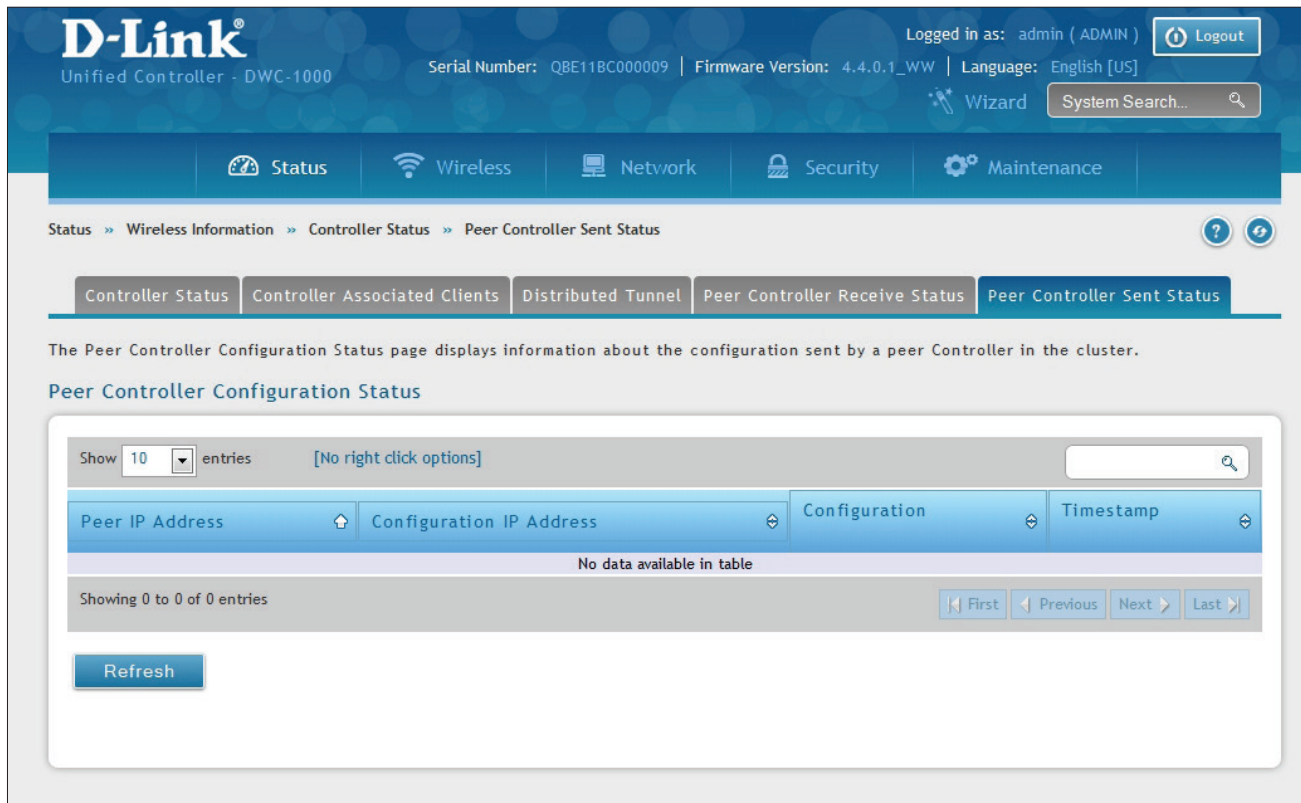 D-Link®
Logged in as: admin ( ADMIN ) Logout
Unified Controller - DWC-1000
Serial Number: QBE11BC000009 | Firmware Version: 4.4.0.1_WW | Language: English [US]
Wizard System Search...
Status Wireless Network Security Maintenance
Status » Wireless Information » Controller Status » Peer Controller Sent Status
Controller Status Controller Associated Clients Distributed Tunnel Peer Controller Receive Status Peer Controller Sent Status
The Peer Controller Configuration Status page displays information about the configuration sent by a peer Controller in the cluster.
Peer Controller Configuration Status
Show 10 entries [No right click options]
Peer IP Address Configuration IP Address Configuration Timestamp
No data available in table
Showing 0 to 0 of 0 entries First Previous Next Last
Refresh